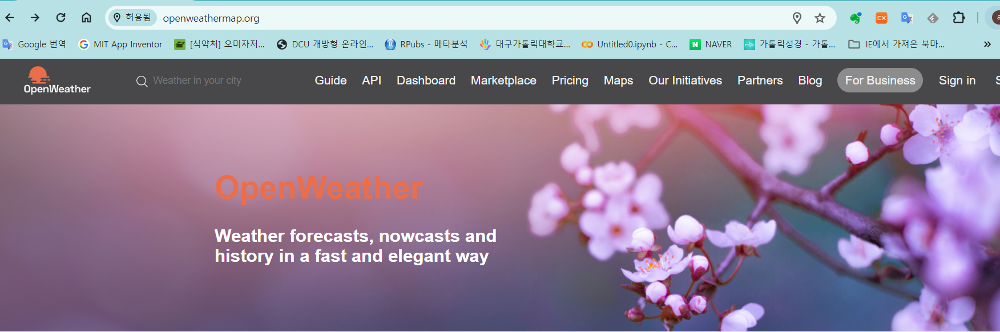 허용됨 openweathermap.org
EX
Google 번역 MIT App Inventor [식약처] 오미자저... DCU 개방형 온라인... R RPubs - 메타분석 대구가톨릭대학교... Untitled0.ipynb - C... N NAVER 가톨릭성경 - 가톨... IE에서 가져온 북마...
OpenWeather Weather in your city Guide API Dashboard Marketplace Pricing Maps Our Initiatives Partners Blog For Business Sign in S
OpenWeather
Weather forecasts, nowcasts and
history in a fast and elegant way